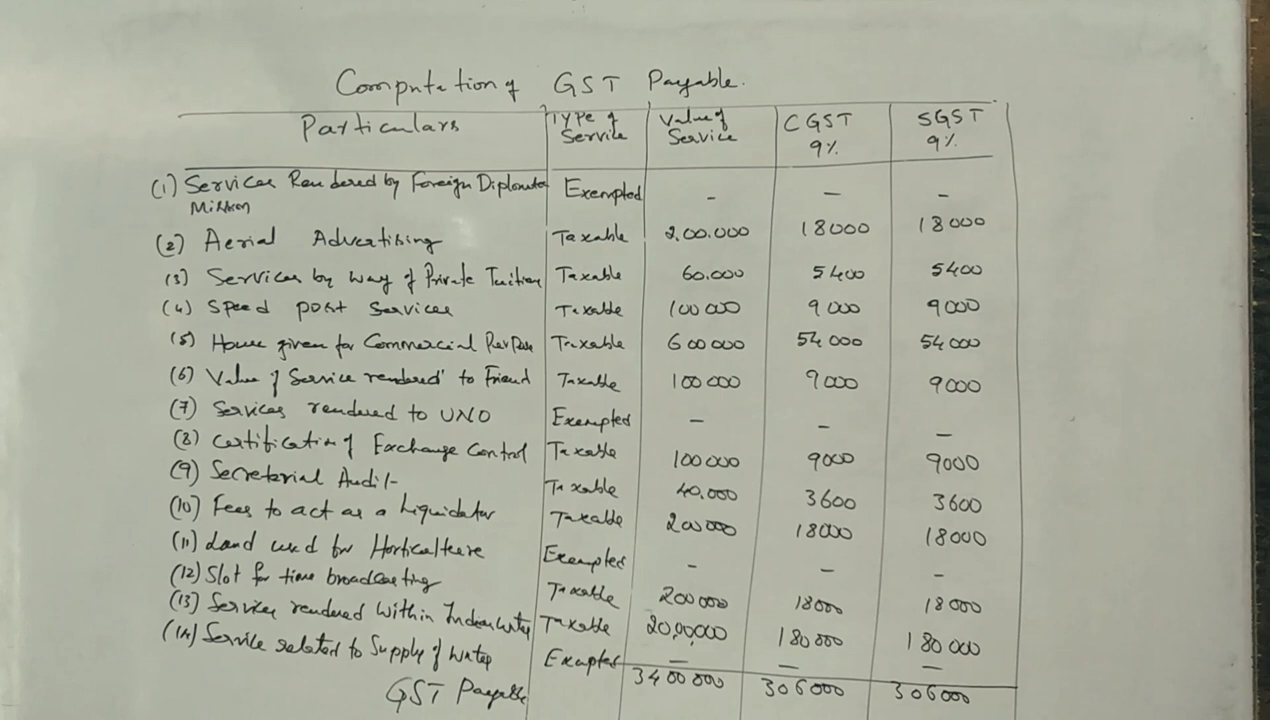 Computation of GST Payable.
Particulars Type of Service Value of Service CGST 9% SGST 9%
(1) Services Rendered by Foreign Diplomatic Mission Exempted - - -
(2) Aerial Advertising Taxable 2,00,000 18000 18000
(3) Services by way of Private Tuition Taxable 60,000 5400 5400
(4) Speed post Services Taxable 100000 9000 9000
(5) House given for Commercial Purpose Taxable 600000 54000 54000
(6) Value of Service rendered to Friend Taxable 100000 9000 9000
(7) Services rendered to UNO Exempted - - -
(8) Certification of Exchange Control Taxable 100000 9000 9000
(9) Secretarial Audit Taxable 40,000 3600 3600
(10) Fees to act as a Liquidator Taxable 200000 18000 18000
(11) Land used for Horticulture Exempted - - -
(12) Slot for time broadcasting Taxable 200000 18000 18000
(13) Services rendered within Indian Taxable 20,00,000 180000 180000
(14) Service related to Supply of Water Exempted - - -
GST Payable 3400000 306000 306000